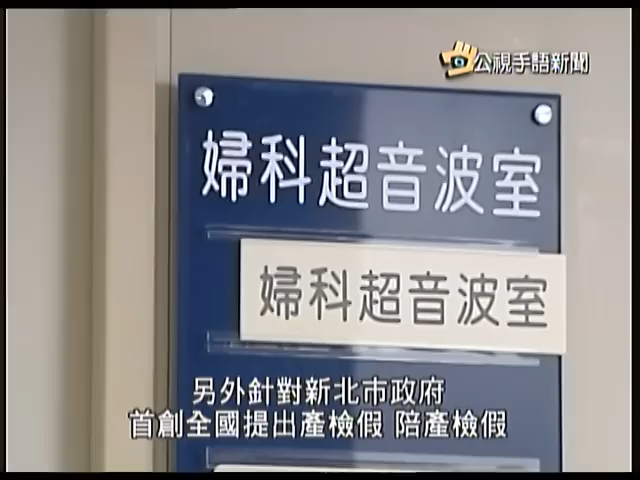 公視手語新聞
婦科超音波室
婦科超音波室
另外針對新北市政府
首創全國提出產檢假 陪產檢假